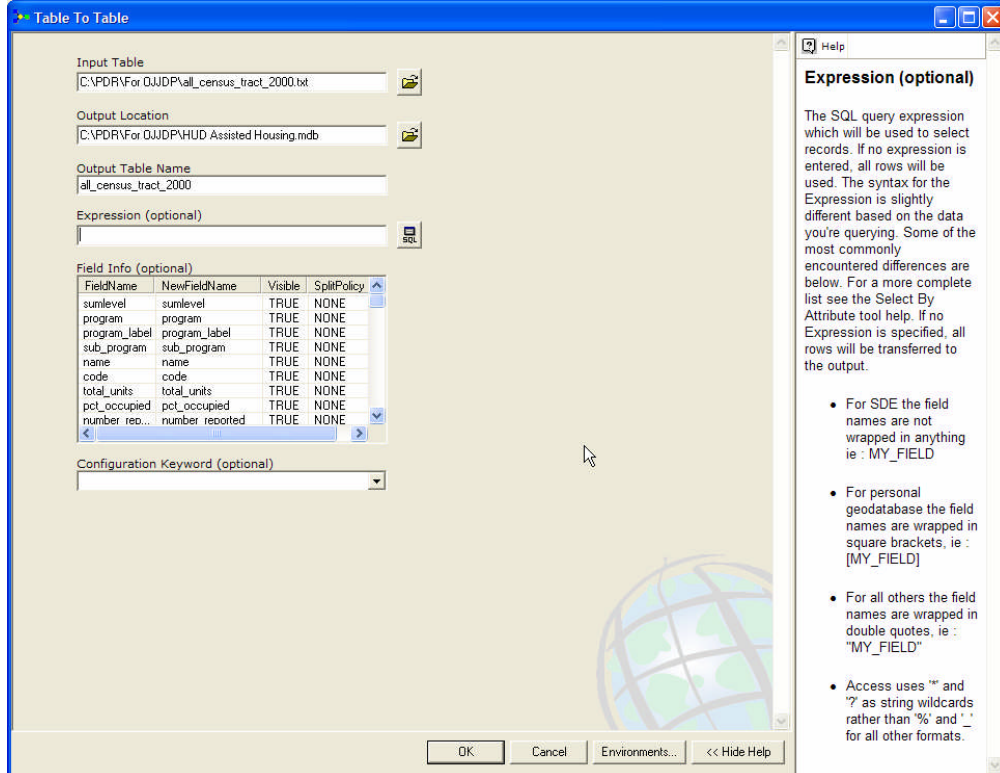 Table To Table
Input Table
C:\PDR\For OJJDP\all_census_tract_2000.txt
Output Location
C:\PDR\For OJJDP\HUD Assisted Housing.mdb
Output Table Name
all_census_tract_2000
Expression (optional)
SQL
Field Info (optional)
FieldName NewFieldName Visible SplitPolicy
sumlevel sumlevel TRUE NONE
program program TRUE NONE
program_label program_label TRUE NONE
sub_program sub_program TRUE NONE
name name TRUE NONE
code code TRUE NONE
total_units total_units TRUE NONE
pct_occupied pct_occupied TRUE NONE
number_rep... number_reported TRUE NONE
Configuration Keyword (optional)
OK Cancel Environments... << Hide Help
Help
Expression (optional)
The SQL query expression
which will be used to select
records. If no expression is
entered, all rows will be
used. The syntax for the
Expression is slightly
different based on the data
you're querying. Some of the
most commonly
encountered differences are
below. For a more complete
list see the Select By
Attribute tool help. If no
Expression is specified, all
rows will be transferred to
the output.
• For SDE the field
names are not
wrapped in anything
ie : MY_FIELD
• For personal
geodatabase the field
names are wrapped in
square brackets, ie :
[MY_FIELD]
• For all others the field
names are wrapped in
double quotes, ie :
"MY_FIELD"
• Access uses '*' and
'?' as string wildcards
rather than '%' and '_'
for all other formats.